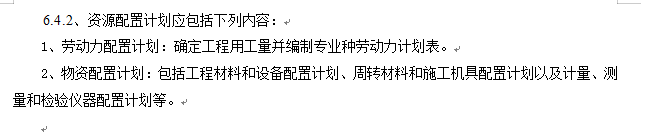 6.4.2、资源配置计划应包括下列内容：
1、劳动力配置计划：确定工程用工量并编制专业种劳动力计划表。
2、物资配置计划：包括工程材料和设备配置计划、周转材料和施工机具配置计划以及计量、测
量和检验仪器配置计划等。